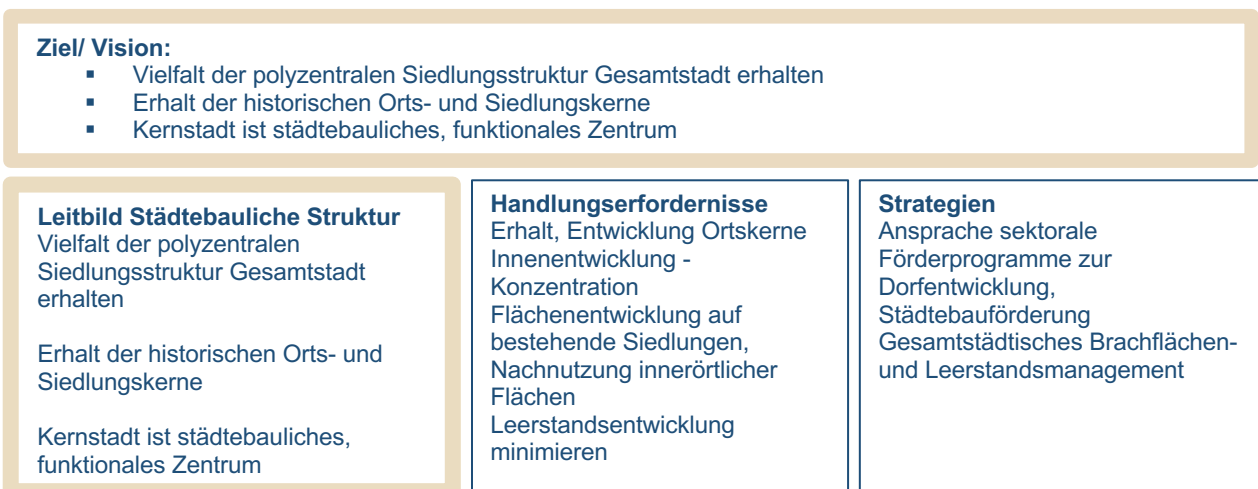 Ziel/ Vision:
▪ Vielfalt der polyzentralen Siedlungsstruktur Gesamtstadt erhalten
▪ Erhalt der historischen Orts- und Siedlungskerne
▪ Kernstadt ist städtebauliches, funktionales Zentrum
Leitbild Städtebauliche Struktur
Vielfalt der polyzentralen
Siedlungsstruktur Gesamtstadt
erhalten
Erhalt der historischen Orts- und
Siedlungskerne
Kernstadt ist städtebauliches,
funktionales Zentrum
Handlungserfordernisse
Erhalt, Entwicklung Ortskerne
Innenentwicklung -
Konzentration
Flächenentwicklung auf
bestehende Siedlungen,
Nachnutzung innerörtlicher
Flächen
Leerstandsentwicklung
minimieren
Strategien
Ansprache sektorale
Förderprogramme zur
Dorfentwicklung,
Städtebauförderung
Gesamtstädtisches Brachflächen-
und Leerstandsmanagement